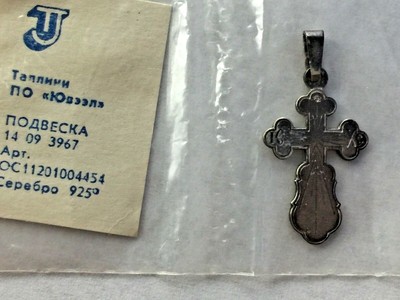 Таллинн
ПО «Ювээл»
ПОДВЕСКА
14 09 3967
Арт.
ОС11201004454
Серебро 925°